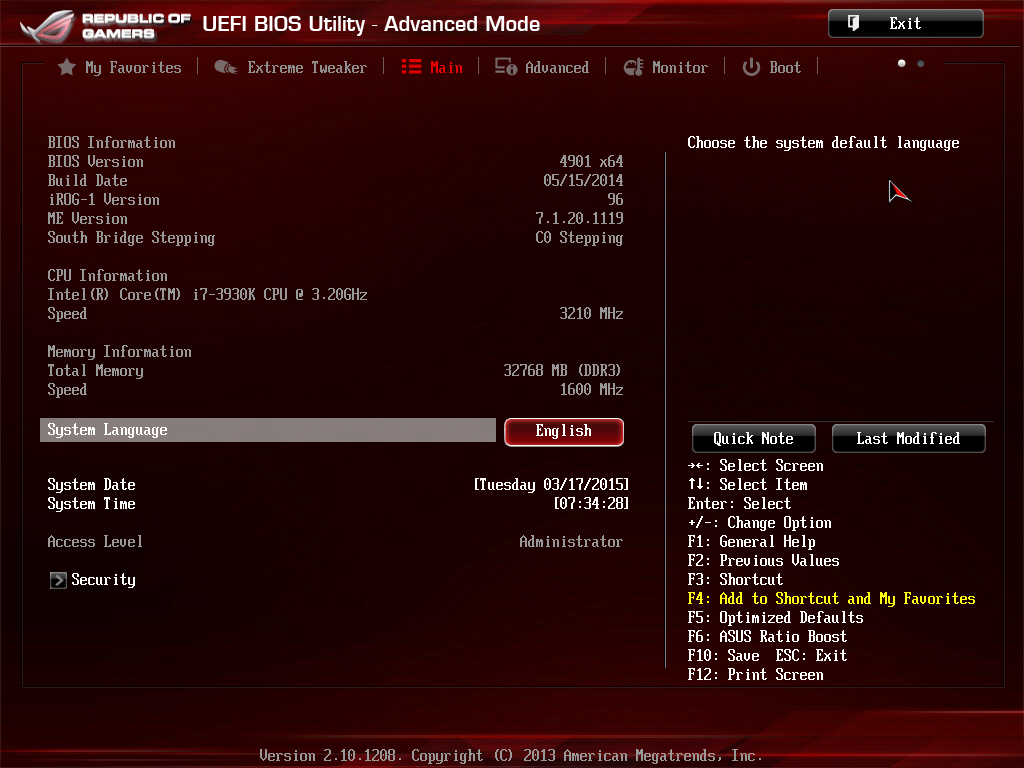 REPUBLIC OF GAMERS UEFI BIOS Utility - Advanced Mode Exit
My Favorites Extreme Tweaker Main Advanced Monitor Boot
BIOS Information
BIOS Version 4901 x64
Build Date 05/15/2014
iROG-1 Version 96
ME Version 7.1.20.1119
South Bridge Stepping C0 Stepping
CPU Information
Intel(R) Core(TM) i7-3930K CPU @ 3.20GHz
Speed 3210 MHz
Memory Information
Total Memory 32768 MB (DDR3)
Speed 1600 MHz
System Language English
System Date [Tuesday 03/17/2015]
System Time [07:34:28]
Access Level Administrator
Security
Choose the system default language
Quick Note Last Modified
→←: Select Screen
↑↓: Select Item
Enter: Select
+/-: Change Option
F1: General Help
F2: Previous Values
F3: Shortcut
F4: Add to Shortcut and My Favorites
F5: Optimized Defaults
F6: ASUS Ratio Boost
F10: Save ESC: Exit
F12: Print Screen
Version 2.10.1208. Copyright (C) 2013 American Megatrends, Inc.